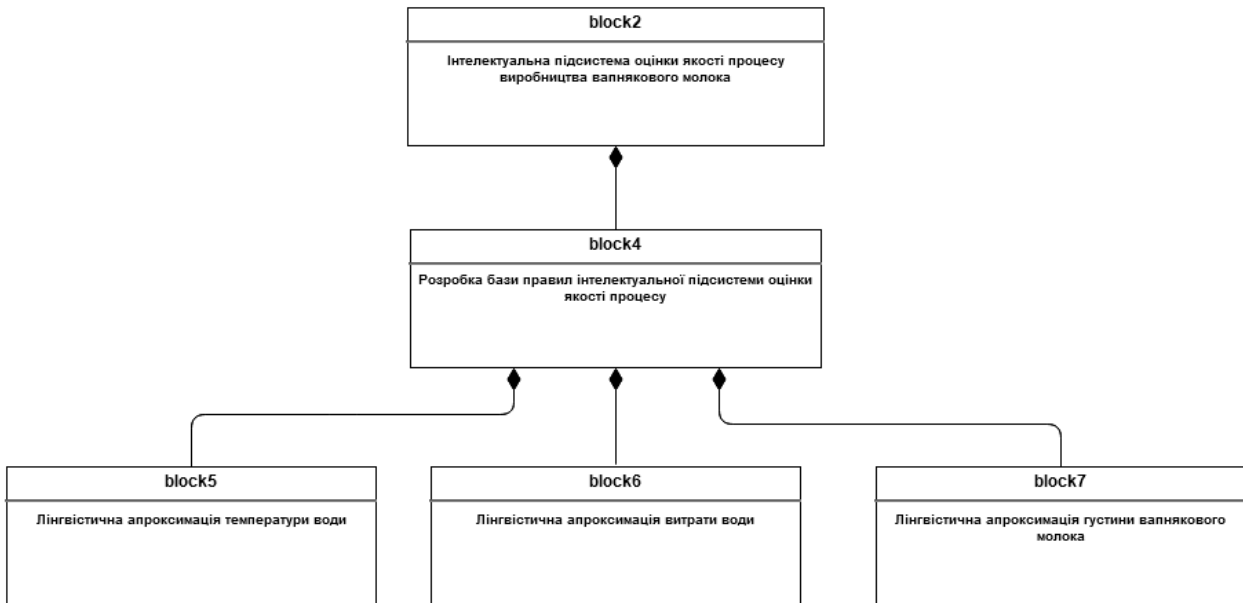 block2
Інтелектуальна підсистема оцінки якості процесу
виробництва вапнякового молока
block4
Розробка бази правил інтелектуальної підсистеми оцінки
якості процесу
block5
Лінгвістична апроксимація температури води
block6
Лінгвістична апроксимація витрати води
block7
Лінгвістична апроксимація густини вапнякового
молока